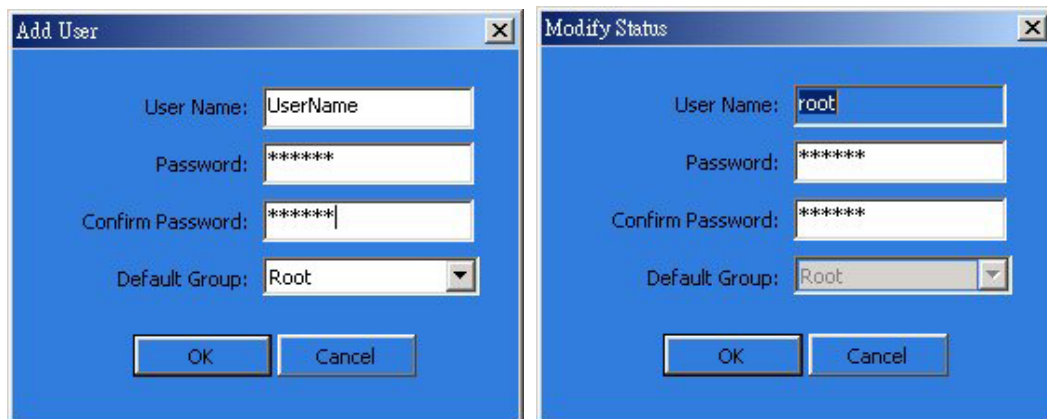 Add User
User Name: UserName
Password: ******
Confirm Password: ******
Default Group: Root
OK Cancel
Modify Status
User Name: root
Password: ******
Confirm Password: ******
Default Group: Root
OK Cancel